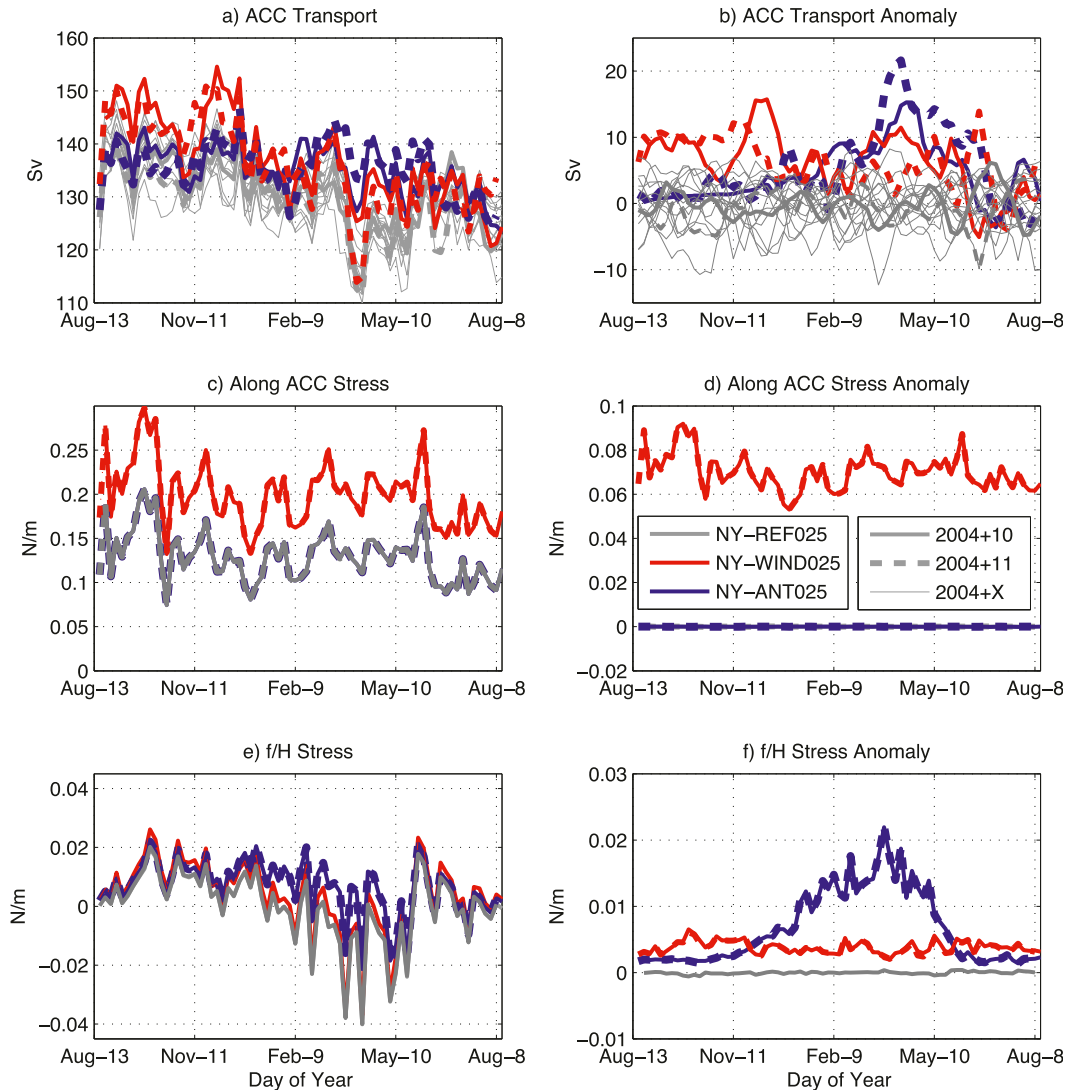 a) ACC Transport
160
150
140
130
120
110
Sv
Aug–13
Nov–11
Feb–9
May–10
Aug–8
b) ACC Transport Anomaly
20
10
0
−10
Sv
Aug–13
Nov–11
Feb–9
May–10
Aug–8
c) Along ACC Stress
0.25
0.2
0.15
0.1
0.05
0
N/m
Aug–13
Nov–11
Feb–9
May–10
Aug–8
d) Along ACC Stress Anomaly
0.1
0.08
0.06
0.04
0.02
0
−0.02
N/m
NY–REF025
NY–WIND025
NY–ANT025
2004+10
2004+11
2004+X
Aug–13
Nov–11
Feb–9
May–10
Aug–8
e) f/H Stress
0.04
0.02
0
−0.02
−0.04
N/m
Aug–13
Nov–11
Feb–9
May–10
Aug–8
Day of Year
f) f/H Stress Anomaly
0.03
0.02
0.01
0
−0.01
N/m
Aug–13
Nov–11
Feb–9
May–10
Aug–8
Day of Year